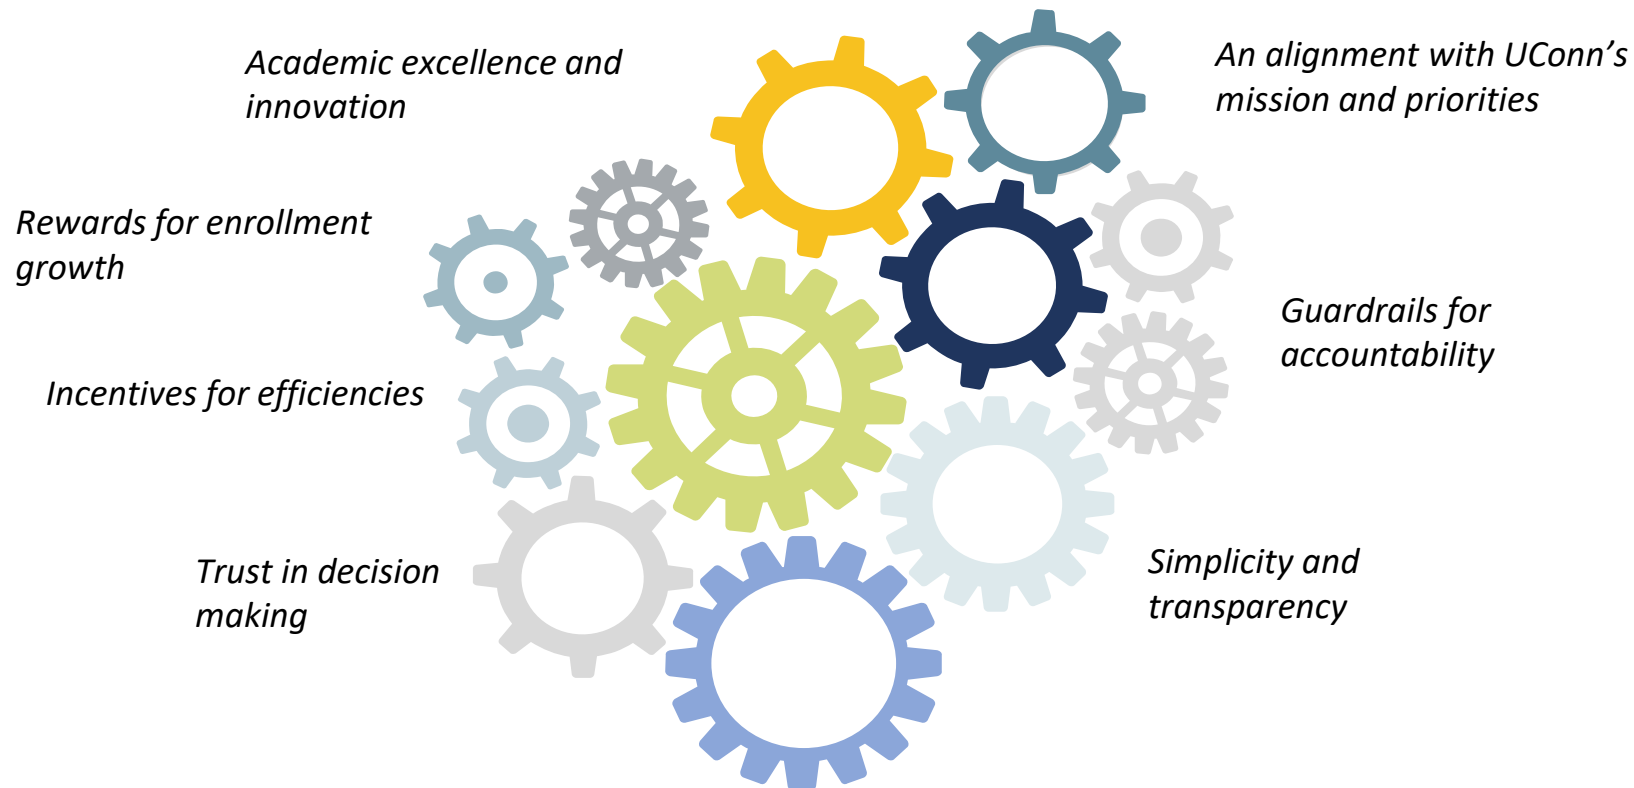 Academic excellence and
innovation
An alignment with UConn’s
mission and priorities
Rewards for enrollment
growth
Guardrails for
accountability
Incentives for efficiencies
Trust in decision
making
Simplicity and
transparency